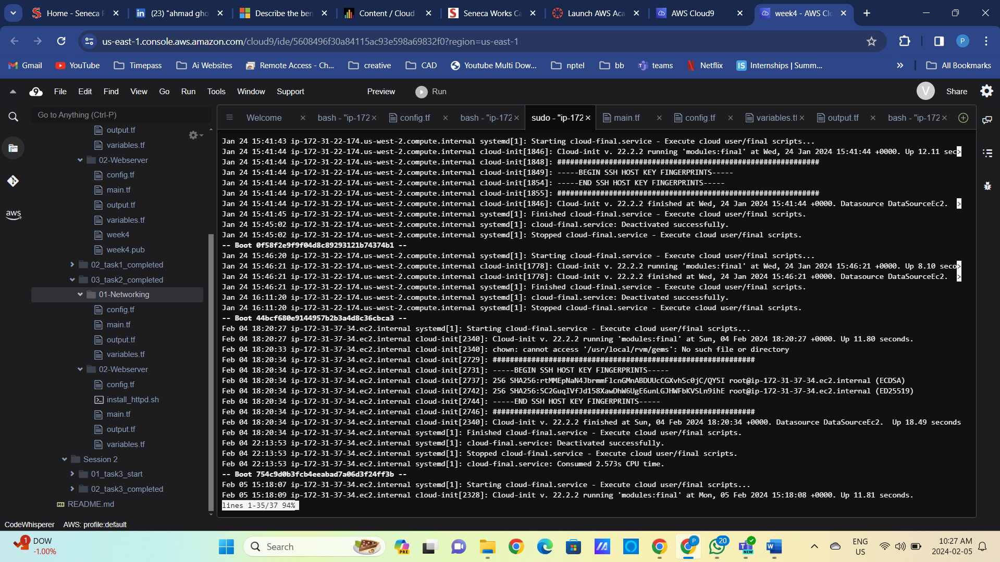 Home - Seneca P
(23) "ahmad gho
Describe the ben
Content / Cloud
Seneca Works Ca
Launch AWS Aca
AWS Cloud9
week4 - AWS Clo
us-east-1.console.aws.amazon.com/cloud9/ide/5608496f30a84115ac93e598a69832f0?region=us-east-1
P
Gmail
YouTube
Timepass
Ai Websites
Remote Access - Ch...
creative
CAD
Youtube Multi Dow...
nptel
bb
teams
Netflix
IS
Internships | Summ...
All Bookmarks
File Edit Find View Go Run Tools Window Support Preview Run
V
Share
Go to Anything (Ctrl-P)
Welcome
bash - "ip-172
config.tf
bash - "ip-172
sudo - "ip-172
main.tf
config.tf
variables.tf
output.tf
bash - "ip-172
output.tf
variables.tf
02-Webserver
config.tf
main.tf
output.tf
variables.tf
week4
week4.pub
02_task1_completed
03_task2_completed
01-Networking
config.tf
main.tf
output.tf
variables.tf
02-Webserver
config.tf
install_httpd.sh
main.tf
output.tf
variables.tf
Session 2
01_task3_start
02_task3_completed
README.md
aws
Jan 24 15:41:43 ip-172-31-22-174.us-west-2.compute.internal systemd[1]: Starting cloud-final.service - Execute cloud user/final scripts...
Jan 24 15:41:44 ip-172-31-22-174.us-west-2.compute.internal cloud-init[1846]: Cloud-init v. 22.2.2 running 'modules:final' at Wed, 24 Jan 2024 15:41:44 +0000. Up 12.11 sec>
Jan 24 15:41:44 ip-172-31-22-174.us-west-2.compute.internal cloud-init[1848]: #############################################################
Jan 24 15:41:44 ip-172-31-22-174.us-west-2.compute.internal cloud-init[1849]: -----BEGIN SSH HOST KEY FINGERPRINTS-----
Jan 24 15:41:44 ip-172-31-22-174.us-west-2.compute.internal cloud-init[1854]: -----END SSH HOST KEY FINGERPRINTS-----
Jan 24 15:41:44 ip-172-31-22-174.us-west-2.compute.internal cloud-init[1855]: #############################################################
Jan 24 15:41:44 ip-172-31-22-174.us-west-2.compute.internal cloud-init[1846]: Cloud-init v. 22.2.2 finished at Wed, 24 Jan 2024 15:41:44 +0000. Datasource DataSourceEc2. >
Jan 24 15:41:45 ip-172-31-22-174.us-west-2.compute.internal systemd[1]: Finished cloud-final.service - Execute cloud user/final scripts.
Jan 24 15:45:02 ip-172-31-22-174.us-west-2.compute.internal systemd[1]: cloud-final.service: Deactivated successfully.
Jan 24 15:45:02 ip-172-31-22-174.us-west-2.compute.internal systemd[1]: Stopped cloud-final.service - Execute cloud user/final scripts.
-- Boot 0f58f2e9f9f04d8c89293121b74374b1 --
Jan 24 15:46:20 ip-172-31-22-174.us-west-2.compute.internal systemd[1]: Starting cloud-final.service - Execute cloud user/final scripts...
Jan 24 15:46:21 ip-172-31-22-174.us-west-2.compute.internal cloud-init[1778]: Cloud-init v. 22.2.2 running 'modules:final' at Wed, 24 Jan 2024 15:46:21 +0000. Up 8.10 seco>
Jan 24 15:46:21 ip-172-31-22-174.us-west-2.compute.internal cloud-init[1778]: Cloud-init v. 22.2.2 finished at Wed, 24 Jan 2024 15:46:21 +0000. Datasource DataSourceEc2. >
Jan 24 15:46:21 ip-172-31-22-174.us-west-2.compute.internal systemd[1]: Finished cloud-final.service - Execute cloud user/final scripts.
Jan 24 16:11:20 ip-172-31-22-174.us-west-2.compute.internal systemd[1]: cloud-final.service: Deactivated successfully.
Jan 24 16:11:20 ip-172-31-22-174.us-west-2.compute.internal systemd[1]: Stopped cloud-final.service - Execute cloud user/final scripts.
-- Boot 44bcf680e9144957b2b3a4d8c36cbca3 --
Feb 04 18:20:27 ip-172-31-37-34.ec2.internal systemd[1]: Starting cloud-final.service - Execute cloud user/final scripts...
Feb 04 18:20:27 ip-172-31-37-34.ec2.internal cloud-init[2340]: Cloud-init v. 22.2.2 running 'modules:final' at Sun, 04 Feb 2024 18:20:27 +0000. Up 11.80 seconds.
Feb 04 18:20:33 ip-172-31-37-34.ec2.internal cloud-init[2340]: chown: cannot access '/usr/local/rvm/gems': No such file or directory
Feb 04 18:20:34 ip-172-31-37-34.ec2.internal cloud-init[2729]: #############################################################
Feb 04 18:20:34 ip-172-31-37-34.ec2.internal cloud-init[2731]: -----BEGIN SSH HOST KEY FINGERPRINTS-----
Feb 04 18:20:34 ip-172-31-37-34.ec2.internal cloud-init[2737]: 256 SHA256:rtMMEpNaN4JbrmmFlcnGMnABDUUcCGXvhSc0jC/QY5I root@ip-172-31-37-34.ec2.internal (ECDSA)
Feb 04 18:20:34 ip-172-31-37-34.ec2.internal cloud-init[2742]: 256 SHA256:SC2GuqIVfJd158XawDhW6UgE6unLGJHWFbKVSLn9ihE root@ip-172-31-37-34.ec2.internal (ED25519)
Feb 04 18:20:34 ip-172-31-37-34.ec2.internal cloud-init[2744]: -----END SSH HOST KEY FINGERPRINTS-----
Feb 04 18:20:34 ip-172-31-37-34.ec2.internal cloud-init[2746]: #############################################################
Feb 04 18:20:34 ip-172-31-37-34.ec2.internal cloud-init[2340]: Cloud-init v. 22.2.2 finished at Sun, 04 Feb 2024 18:20:34 +0000. Datasource DataSourceEc2.  Up 18.49 seconds
Feb 04 18:20:34 ip-172-31-37-34.ec2.internal systemd[1]: Finished cloud-final.service - Execute cloud user/final scripts.
Feb 04 22:13:53 ip-172-31-37-34.ec2.internal systemd[1]: cloud-final.service: Deactivated successfully.
Feb 04 22:13:53 ip-172-31-37-34.ec2.internal systemd[1]: Stopped cloud-final.service - Execute cloud user/final scripts.
Feb 04 22:13:53 ip-172-31-37-34.ec2.internal systemd[1]: cloud-final.service: Consumed 2.573s CPU time.
-- Boot 754c9d0b3fcb4eeabad7a06d3f24ff3b --
Feb 05 15:18:07 ip-172-31-37-34.ec2.internal systemd[1]: Starting cloud-final.service - Execute cloud user/final scripts...
Feb 05 15:18:09 ip-172-31-37-34.ec2.internal cloud-init[2328]: Cloud-init v. 22.2.2 running 'modules:final' at Mon, 05 Feb 2024 15:18:08 +0000. Up 11.81 seconds.
lines 1-35/37 94%
CodeWhisperer AWS: profile:default
1
DOW
-1.00%
Search
PRE
P
20
NEW
ENG
US
10:27 AM
2024-02-05